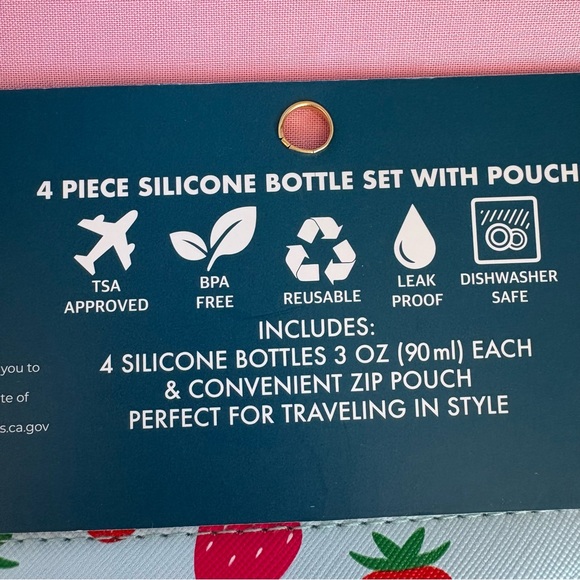 4 PIECE SILICONE BOTTLE SET WITH POUCH
TSA
APPROVED
BPA
FREE
REUSABLE
LEAK
PROOF
DISHWASHER
SAFE
INCLUDES:
4 SILICONE BOTTLES 3 OZ (90ml) EACH
& CONVENIENT ZIP POUCH
PERFECT FOR TRAVELING IN STYLE
you to
te of
s.ca.gov